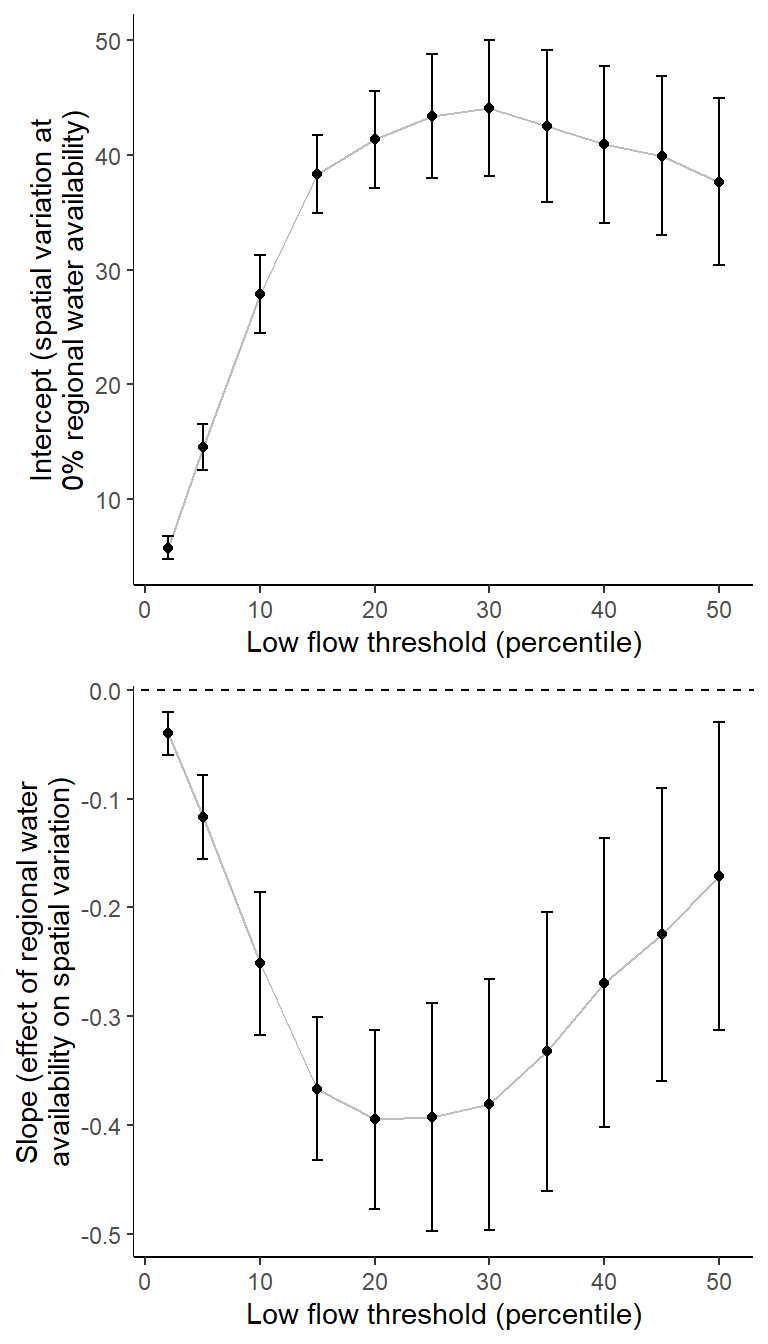 Intercept (spatial variation at
0% regional water availability)
50
40
30
20
10
0 10 20 30 40 50
Low flow threshold (percentile)
Slope (effect of regional water
availability on spatial variation)
0.0
-0.1
-0.2
-0.3
-0.4
-0.5
0 10 20 30 40 50
Low flow threshold (percentile)